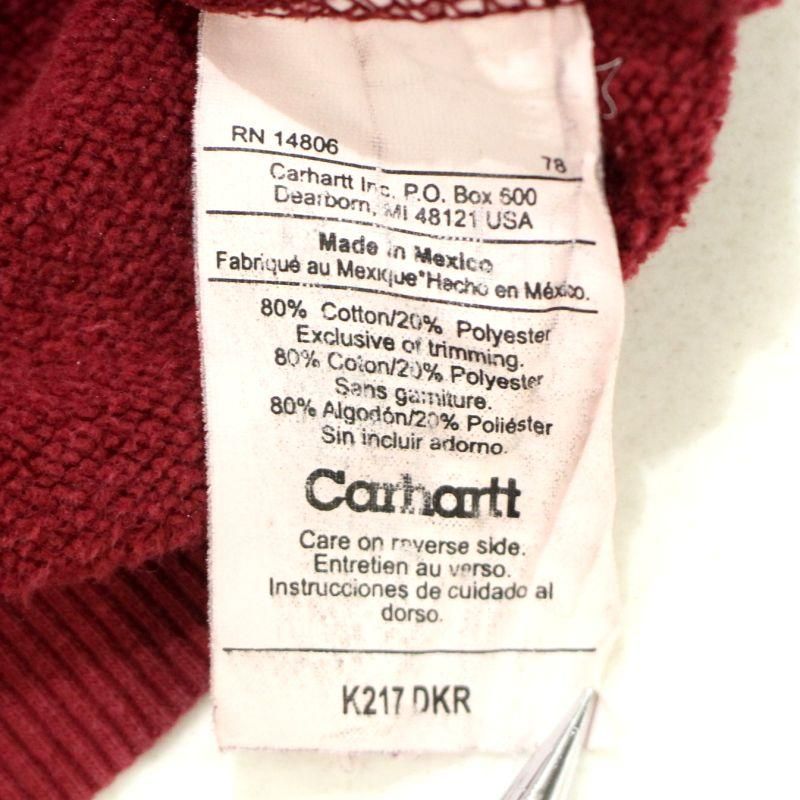 RN 14806
78
Carhartt Inc. P.O. Box 600
Dearborn, MI 48121 USA
Made in Mexico
Fabriqué au Mexique*Hecho en México.
80% Cotton/20% Polyester
Exclusive of trimming.
80% Coton/20% Polyester
Sans garniture.
80% Algodón/20% Poliéster
Sin incluir adorno.
Carhartt
Care on reverse side.
Entretien au verso.
Instrucciones de cuidado al
dorso.
K217 DKR